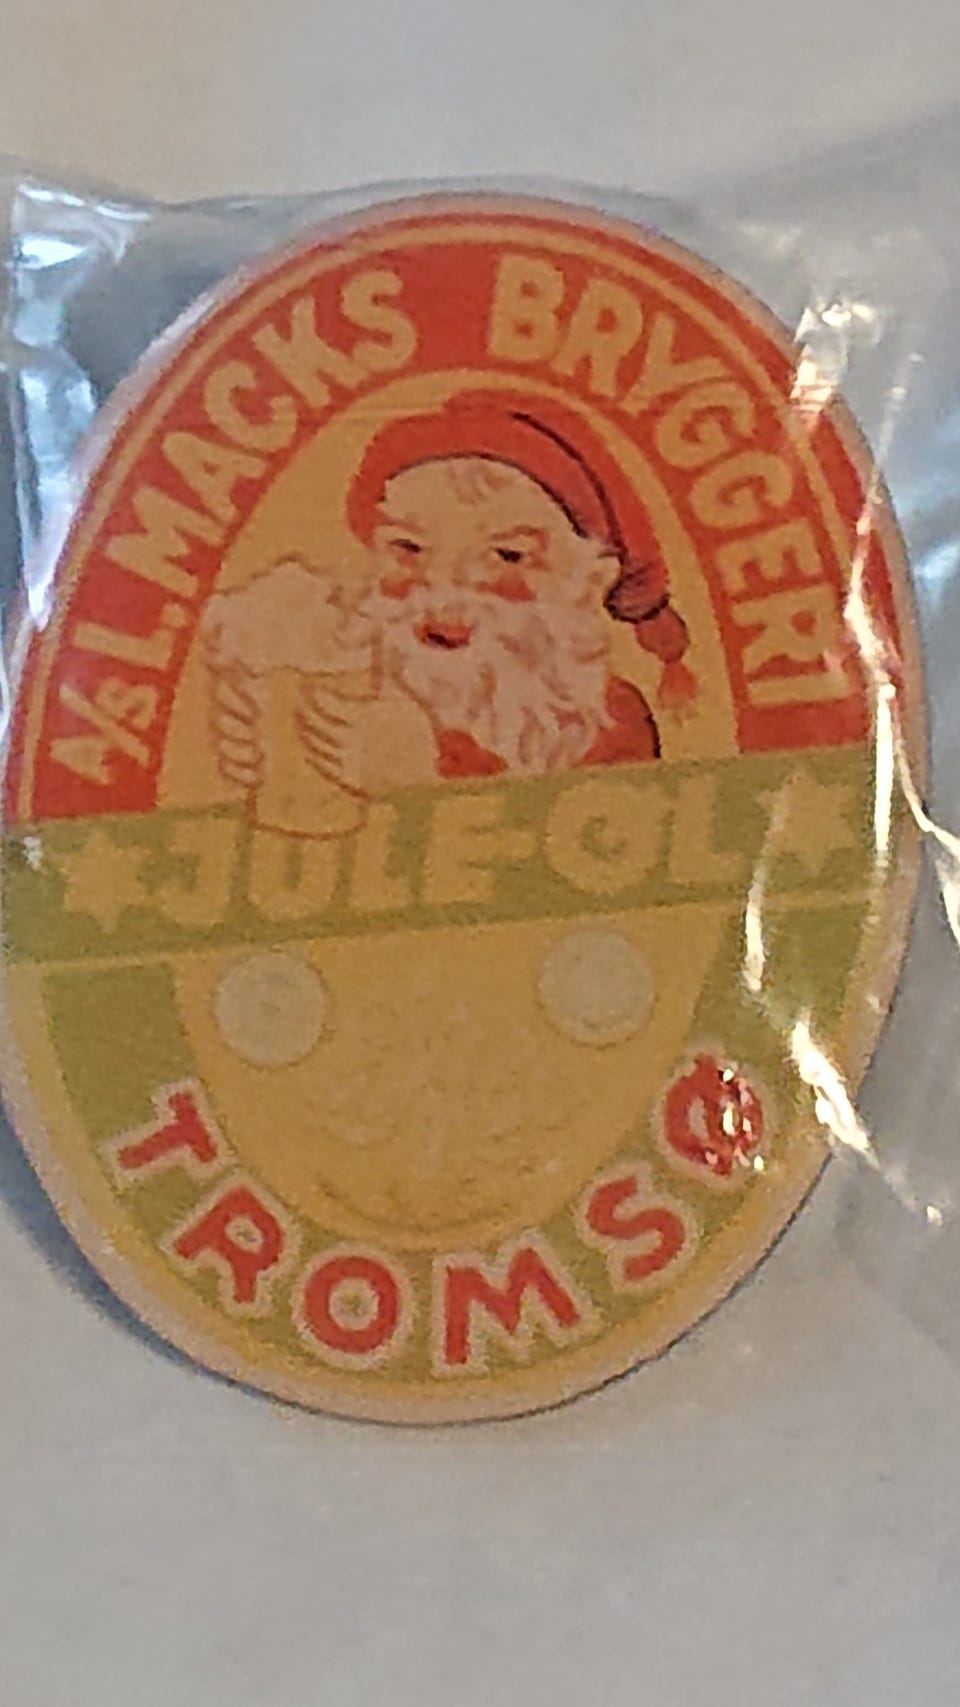 A/S L. MACKS BRYGGERI
JULE-ØL
TROMSØ